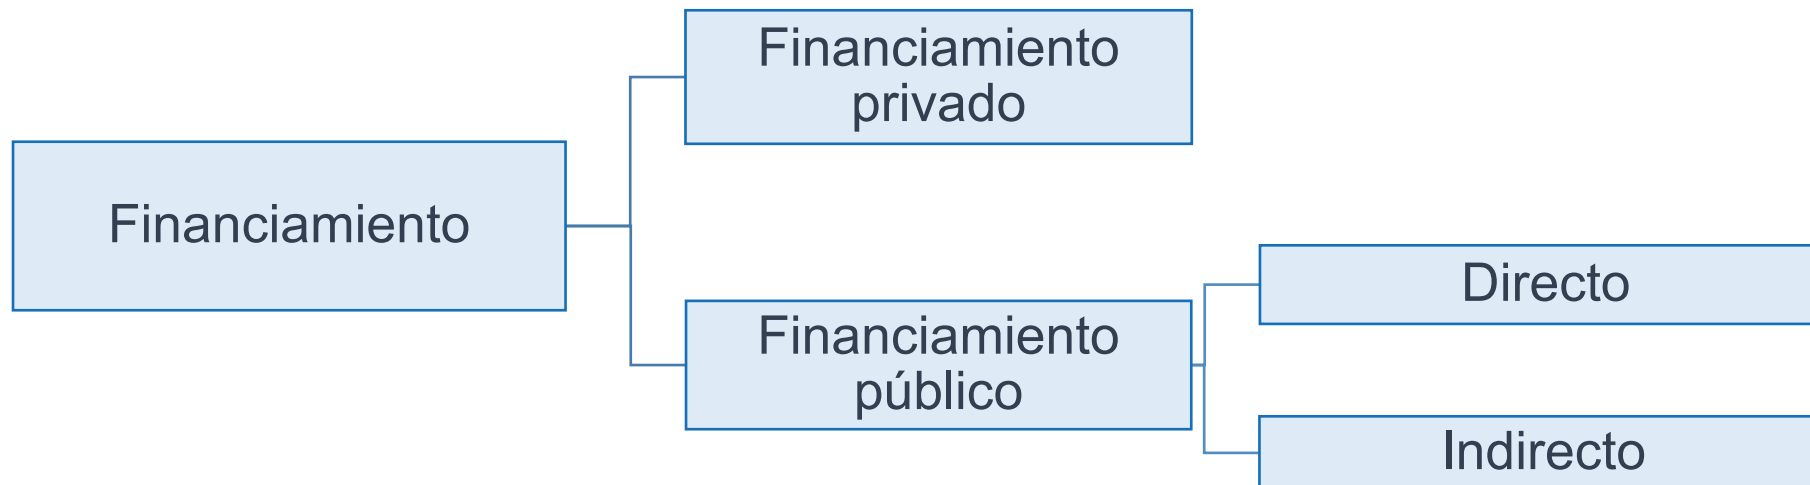 Financiamiento
privado
Financiamiento
Directo
Financiamiento
público
Indirecto